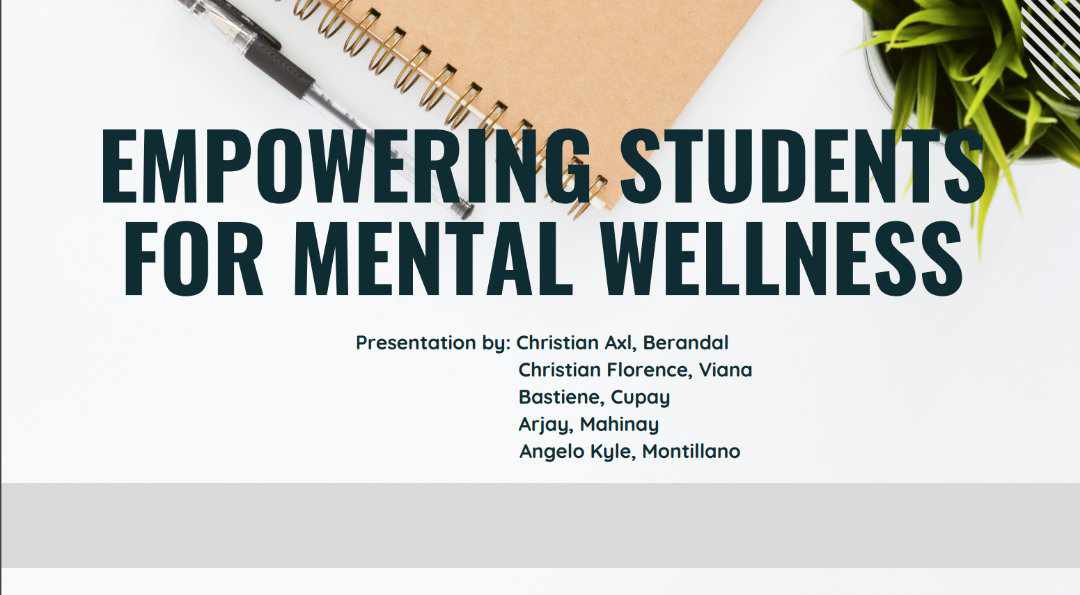 EMPOWERING STUDENTS
FOR MENTAL WELLNESS
Presentation by: Christian Axl, Berandal
Christian Florence, Viana
Bastiene, Cupay
Arjay, Mahinay
Angelo Kyle, Montillano